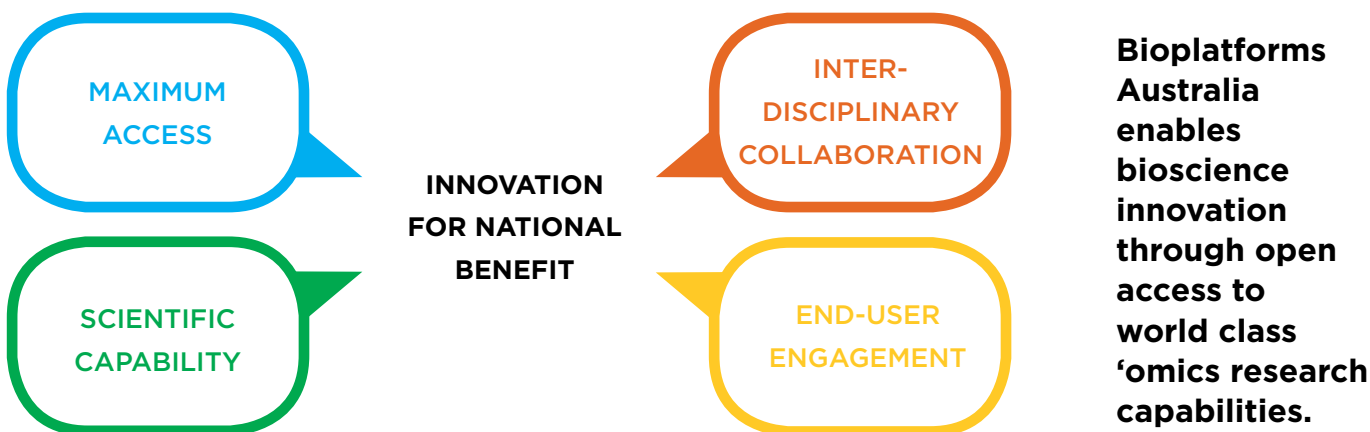 MAXIMUM
ACCESS
INTER-
DISCIPLINARY
COLLABORATION
INNOVATION
FOR NATIONAL
BENEFIT
SCIENTIFIC
CAPABILITY
END-USER
ENGAGEMENT
Bioplatforms
Australia
enables
bioscience
innovation
through open
access to
world class
‘omics research
capabilities.